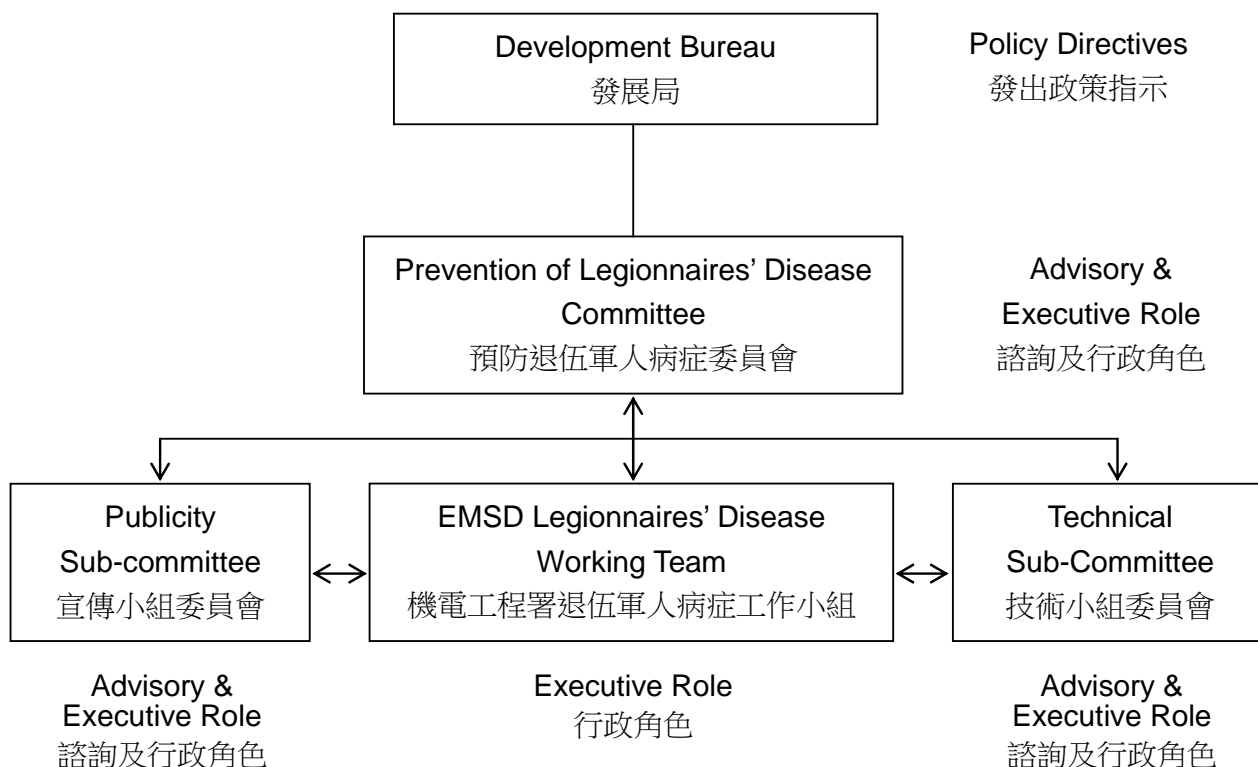 Development Bureau
發展局
Policy Directives
發出政策指示
Prevention of Legionnaires’ Disease
Committee
預防退伍軍人病症委員會
Advisory &
Executive Role
諮詢及行政角色
Publicity
Sub-committee
宣傳小組委員會
EMSD Legionnaires’ Disease
Working Team
機電工程署退伍軍人病症工作小組
Technical
Sub-Committee
技術小組委員會
Advisory &
Executive Role
諮詢及行政角色
Executive Role
行政角色
Advisory &
Executive Role
諮詢及行政角色